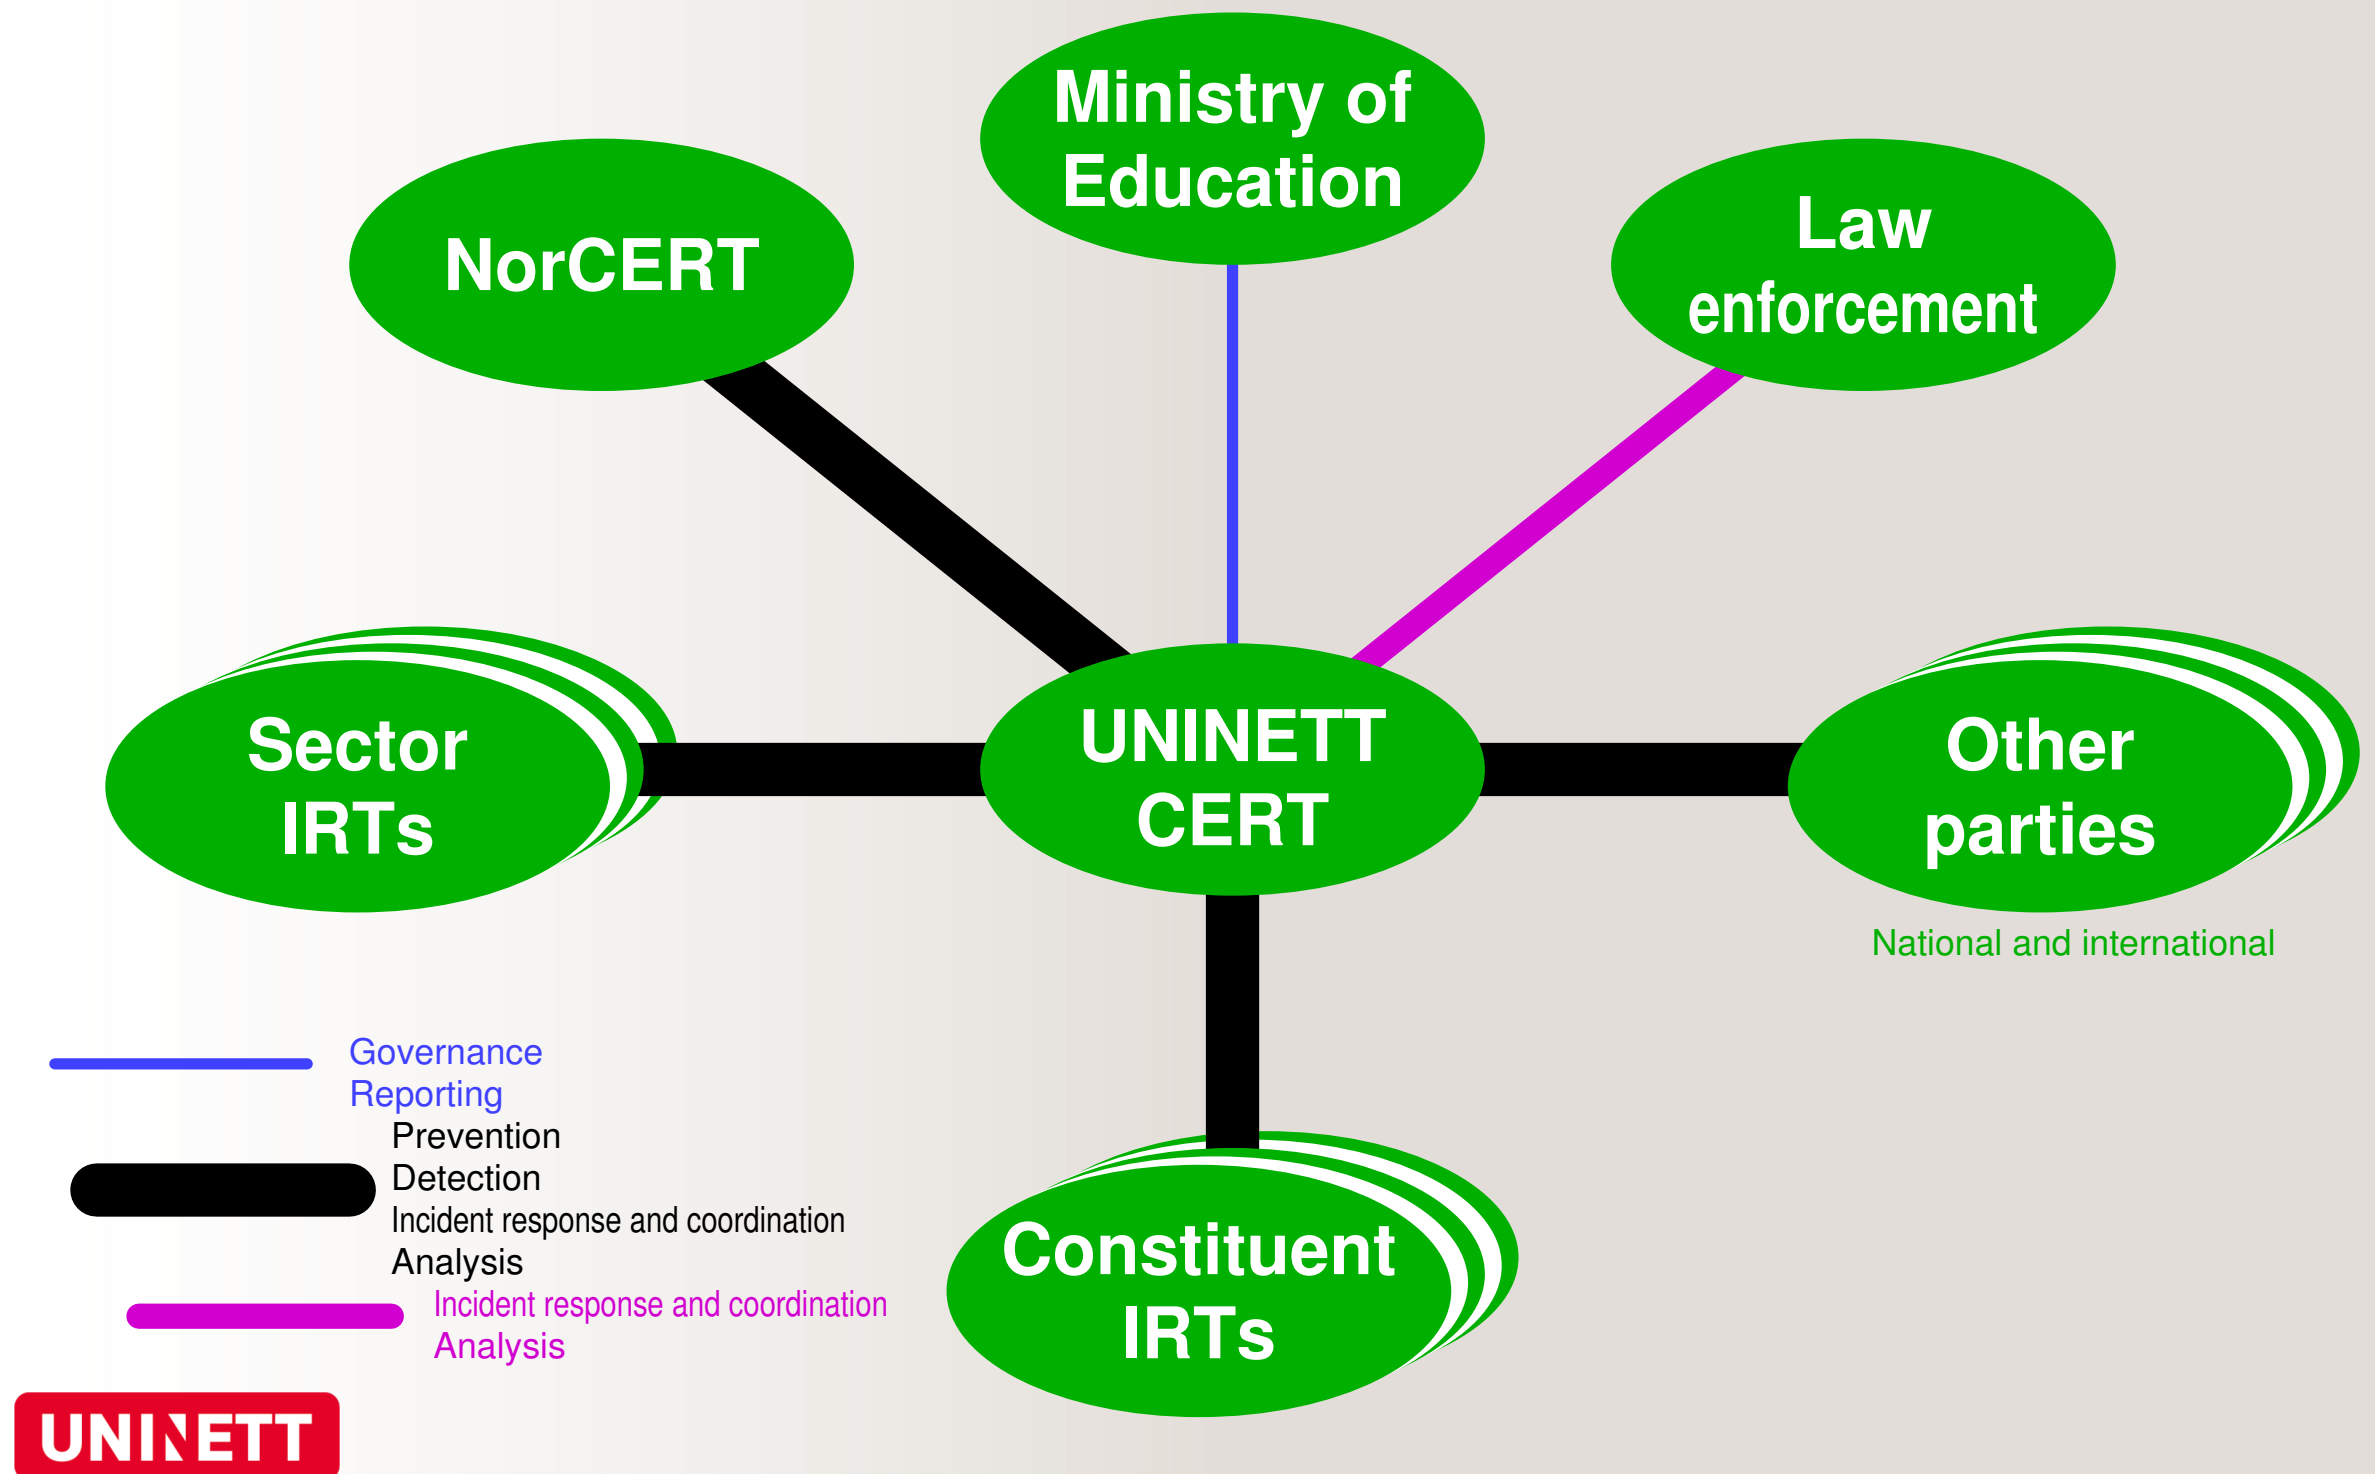 Ministry of
Education
NorCERT
Law
enforcement
Sector
IRTs
UNINETT
CERT
Other
parties
National and international
Governance
Reporting
Prevention
Detection
Incident response and coordination
Analysis
Incident response and coordination
Analysis
Constituent
IRTs
UNINETT